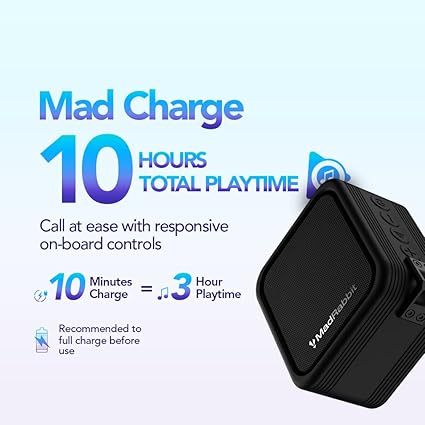 Mad Charge
10 HOURS
TOTAL PLAYTIME
Call at ease with responsive
on-board controls
10 Minutes Charge = 3 Hour Playtime
Recommended to
full charge before
use
MadRabbit